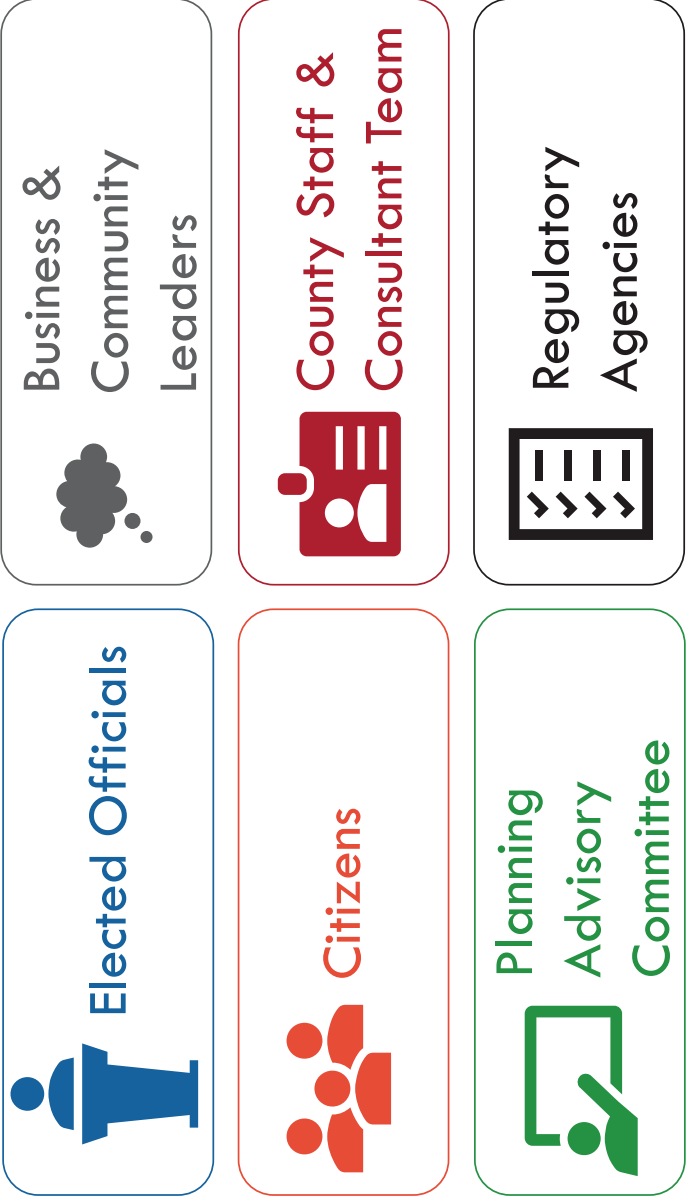 Elected Officials
Business &
Community
Leaders
Citizens
County Staff &
Consultant Team
Planning
Advisory
Committee
Regulatory
Agencies